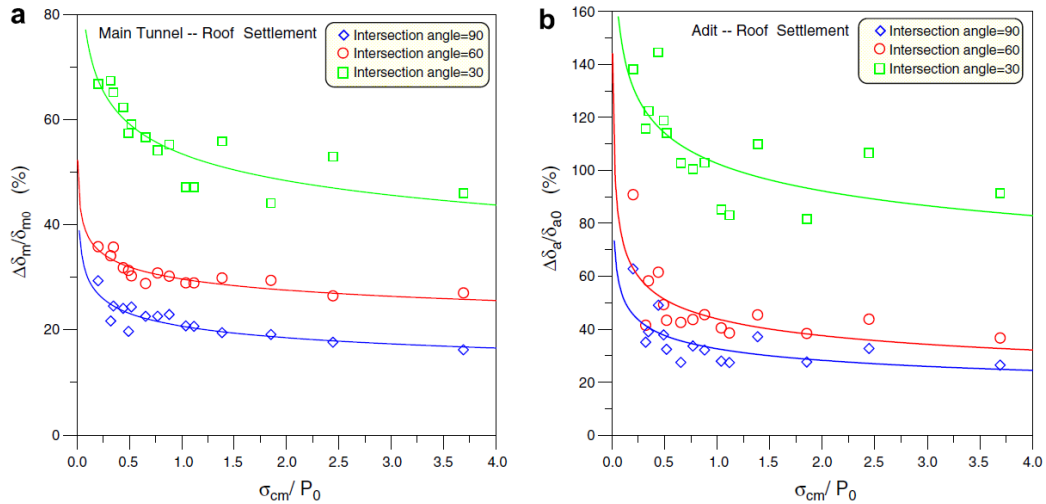 a
Main Tunnel -- Roof Settlement
Intersection angle=90
Intersection angle=60
Intersection angle=30
80
60
40
20
0
Δδm/δmo (%)
0.0 0.5 1.0 1.5 2.0 2.5 3.0 3.5 4.0
σcm/ P0
b
Adit -- Roof Settlement
Intersection angle=90
Intersection angle=60
Intersection angle=30
160
140
120
100
80
60
40
20
0
Δδa/δa0 (%)
0.0 0.5 1.0 1.5 2.0 2.5 3.0 3.5 4.0
σcm/ P0